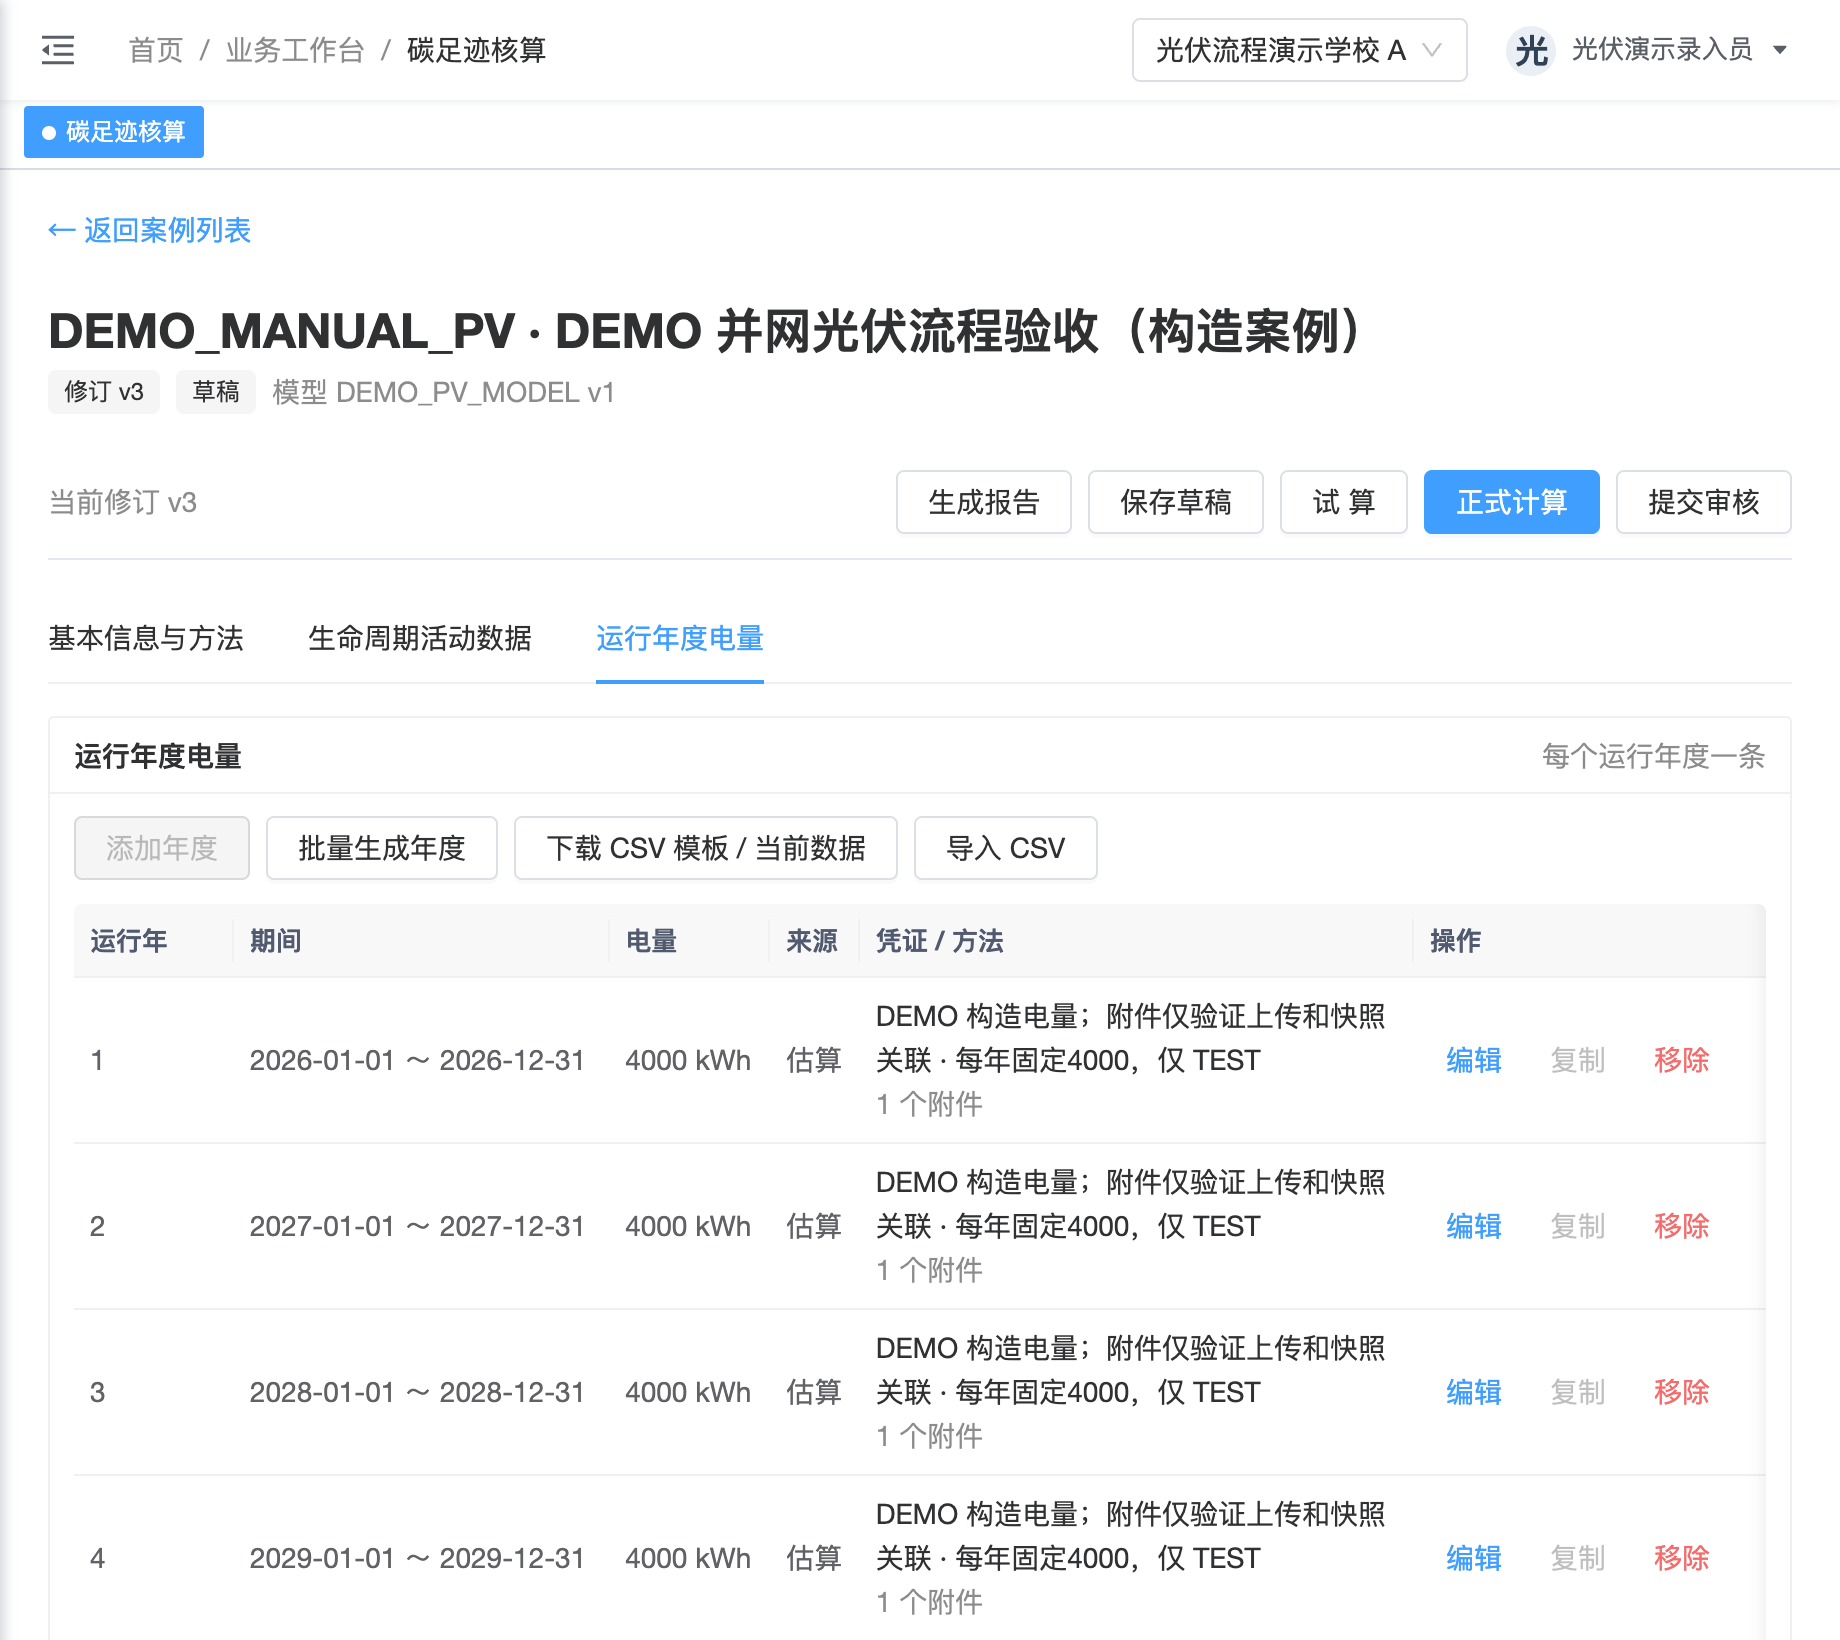 首页 / 业务工作台 / 碳足迹核算
光伏流程演示学校 A
光 光伏演示录入员
碳足迹核算
← 返回案例列表
DEMO_MANUAL_PV · DEMO 并网光伏流程验收（构造案例）
修订 v3 草稿 模型 DEMO_PV_MODEL v1
当前修订 v3
生成报告 保存草稿 试 算 正式计算 提交审核
基本信息与方法 生命周期活动数据 运行年度电量
运行年度电量 每个运行年度一条
添加年度 批量生成年度 下载 CSV 模板 / 当前数据 导入 CSV
运行年 期间 电量 来源 凭证 / 方法 操作
DEMO 构造电量；附件仅验证上传和快照
1 2026-01-01 ～ 2026-12-31 4000 kWh 估算 关联 · 每年固定4000，仅 TEST 编辑 复制 移除
1 个附件
DEMO 构造电量；附件仅验证上传和快照
2 2027-01-01 ～ 2027-12-31 4000 kWh 估算 关联 · 每年固定4000，仅 TEST 编辑 复制 移除
1 个附件
DEMO 构造电量；附件仅验证上传和快照
3 2028-01-01 ～ 2028-12-31 4000 kWh 估算 关联 · 每年固定4000，仅 TEST 编辑 复制 移除
1 个附件
DEMO 构造电量；附件仅验证上传和快照
4 2029-01-01 ～ 2029-12-31 4000 kWh 估算 关联 · 每年固定4000，仅 TEST 编辑 复制 移除
1 个附件